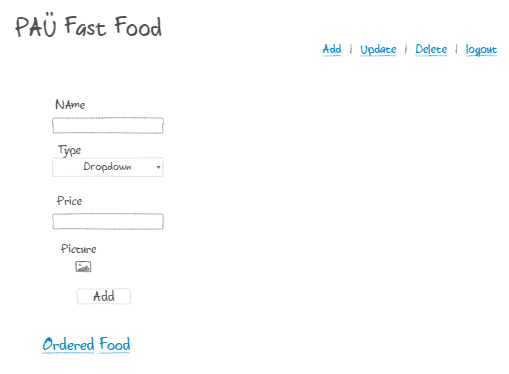 PAÜ Fast Food
Add | Update | Delete | logout
NAme
Type
Dropdown
Price
Picture
Add
Ordered Food